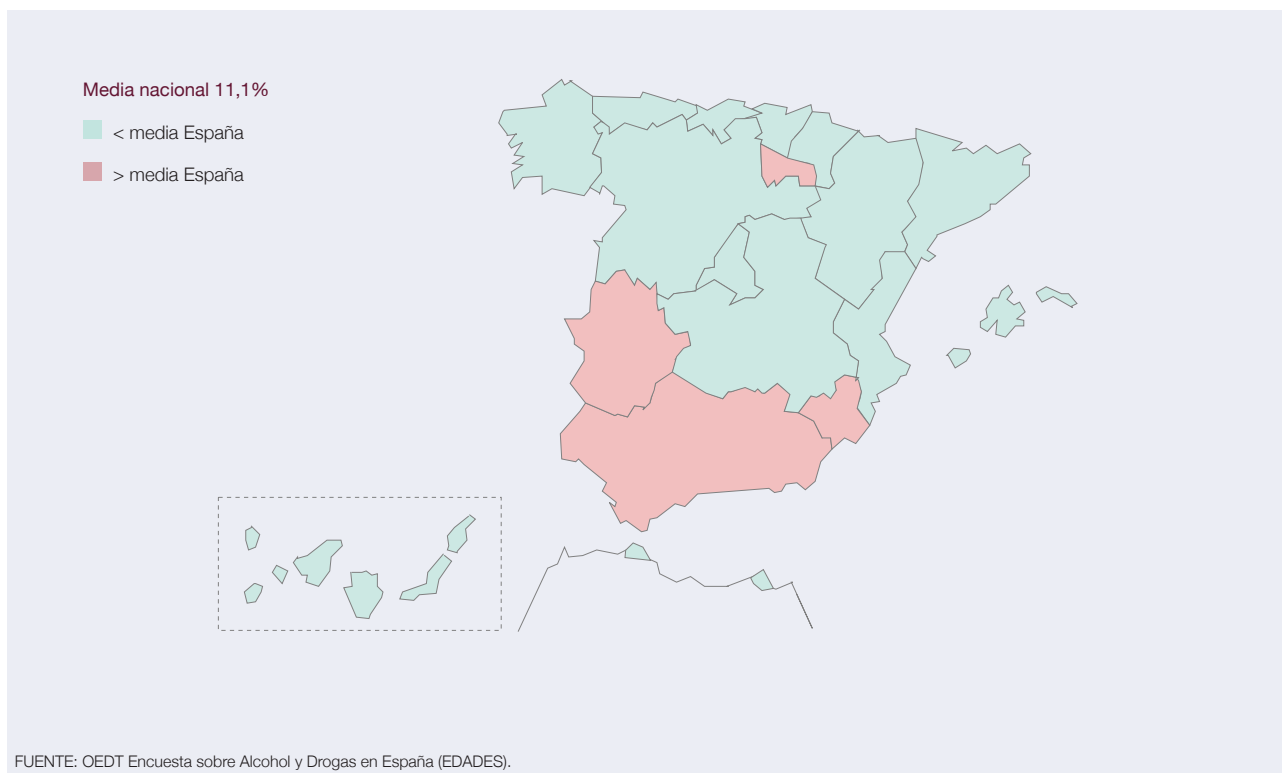 Media nacional 11,1%
< media España
> media España
FUENTE: OEDT Encuesta sobre Alcohol y Drogas en España (EDADES).